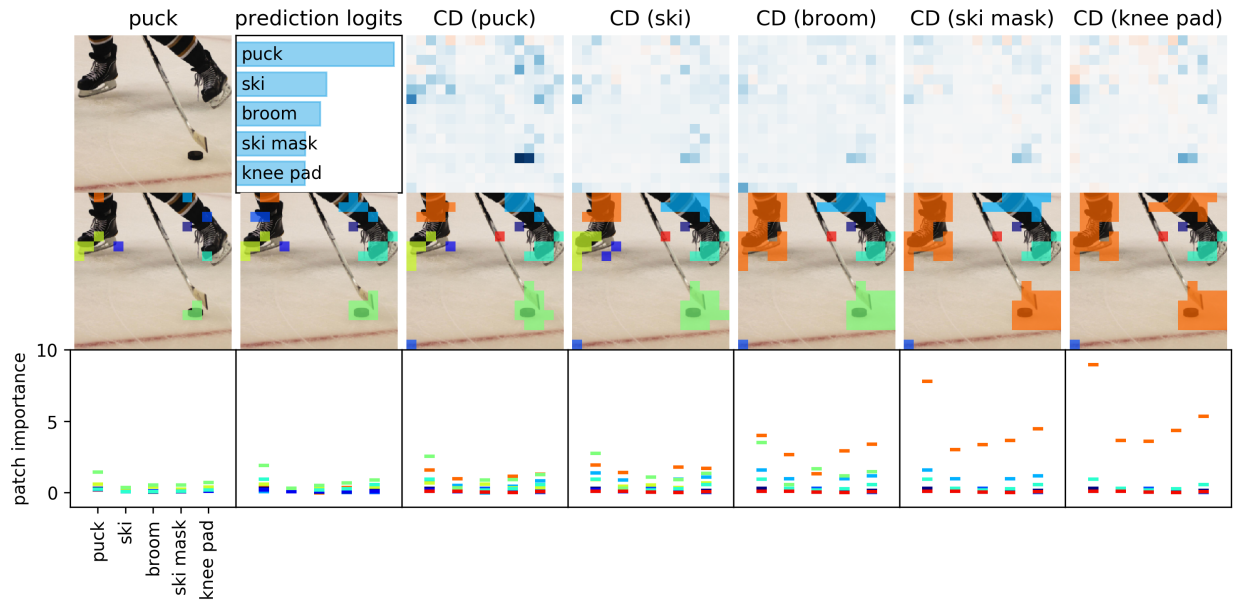 puck
prediction logits
CD (puck)
CD (ski)
CD (broom)
CD (ski mask)
CD (knee pad)
puck
ski
broom
ski mask
knee pad
10
5
0
patch importance
puck
ski
broom
ski mask
knee pad